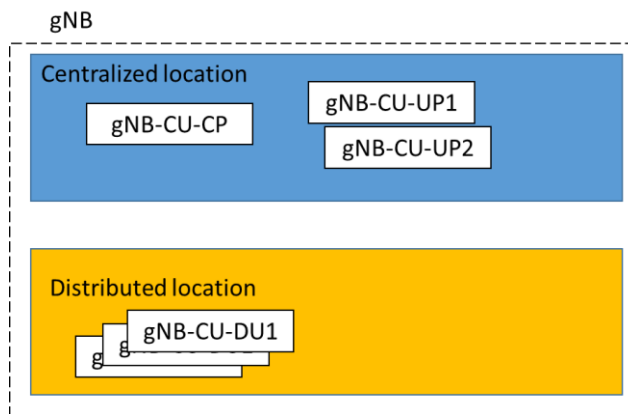 gNB
Centralized location
gNB-CU-CP
gNB-CU-UP1
gNB-CU-UP2
Distributed location
gNB-CU-DU1